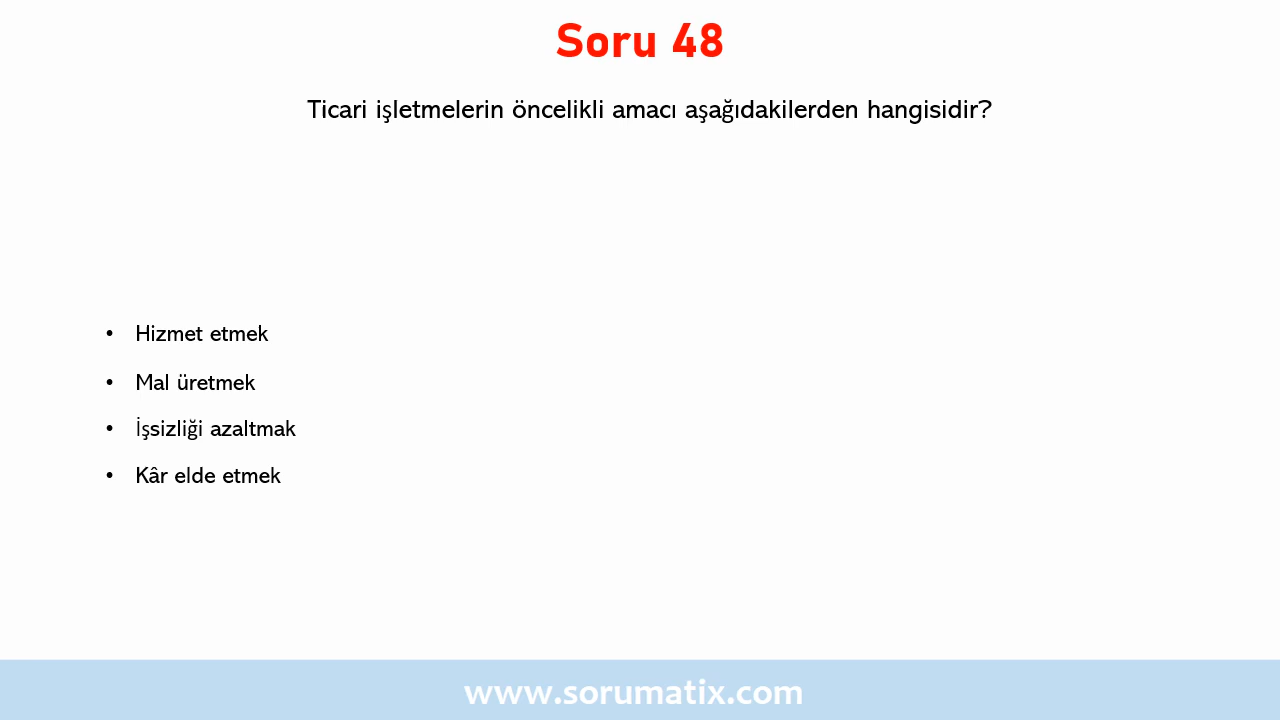 Soru 48
Ticari işletmelerin öncelikli amacı aşağıdakilerden hangisidir?
• Hizmet etmek
• Mal üretmek
• İşsizliği azaltmak
• Kâr elde etmek
www.sorumatix.com